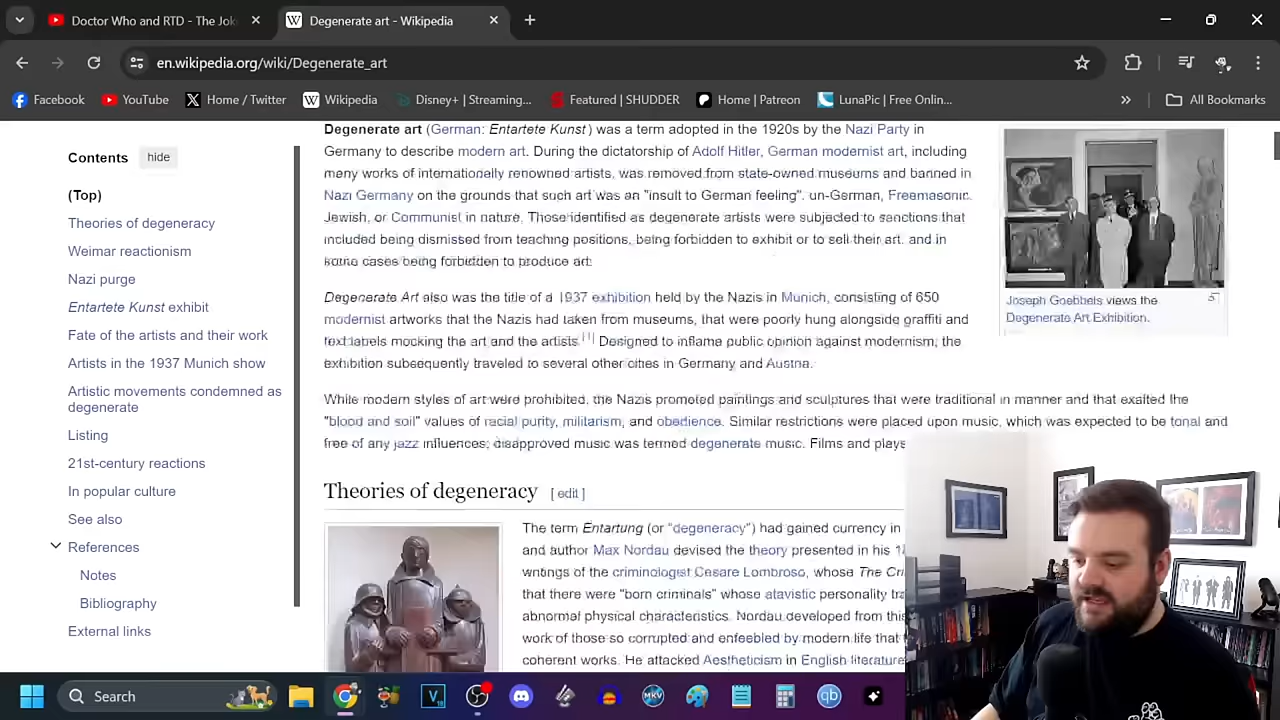 Doctor Who and RTD - The Jok
Degenerate art - Wikipedia
en.wikipedia.org/wiki/Degenerate_art
Facebook
YouTube
Home / Twitter
Wikipedia
Disney+ | Streaming...
Featured | SHUDDER
Home | Patreon
LunaPic | Free Onlin...
»
All Bookmarks
Contents
hide
(Top)
Theories of degeneracy
Weimar reactionism
Nazi purge
Entartete Kunst exhibit
Fate of the artists and their work
Artists in the 1937 Munich show
Artistic movements condemned as
degenerate
Listing
21st-century reactions
In popular culture
See also
References
Notes
Bibliography
External links
Degenerate art (German: Entartete Kunst) was a term adopted in the 1920s by the Nazi Party in
Germany to describe modern art. During the dictatorship of Adolf Hitler, German modernist art, including
many works of internationally renowned artists, was removed from state-owned museums and banned in
Nazi Germany on the grounds that such art was an "insult to German feeling", un-German, Freemasonic,
Jewish, or Communist in nature. Those identified as degenerate artists were subjected to sanctions that
included being dismissed from teaching positions, being forbidden to exhibit or to sell their art, and in
some cases being forbidden to produce art.
Degenerate Art also was the title of a 1937 exhibition held by the Nazis in Munich, consisting of 650
modernist artworks that the Nazis had taken from museums, that were poorly hung alongside graffiti and
text labels mocking the art and the artists.[1] Designed to inflame public opinion against modernism, the
exhibition subsequently traveled to several other cities in Germany and Austria.
While modern styles of art were prohibited, the Nazis promoted paintings and sculptures that were traditional in manner and that exalted the
"blood and soil" values of racial purity, militarism, and obedience. Similar restrictions were placed upon music, which was expected to be tonal and
free of any jazz influences; disapproved music was termed degenerate music. Films and plays
Joseph Goebbels views the
Degenerate Art Exhibition.
Theories of degeneracy [ edit ]
The term Entartung (or "degeneracy") had gained currency in
and author Max Nordau devised the theory presented in his
writings of the criminologist Cesare Lombroso, whose The
that there were "born criminals" whose atavistic personality
abnormal physical characteristics. Nordau developed from this
work of those so corrupted and enfeebled by modern life that
coherent works. He attacked Aestheticism in English literature
Search